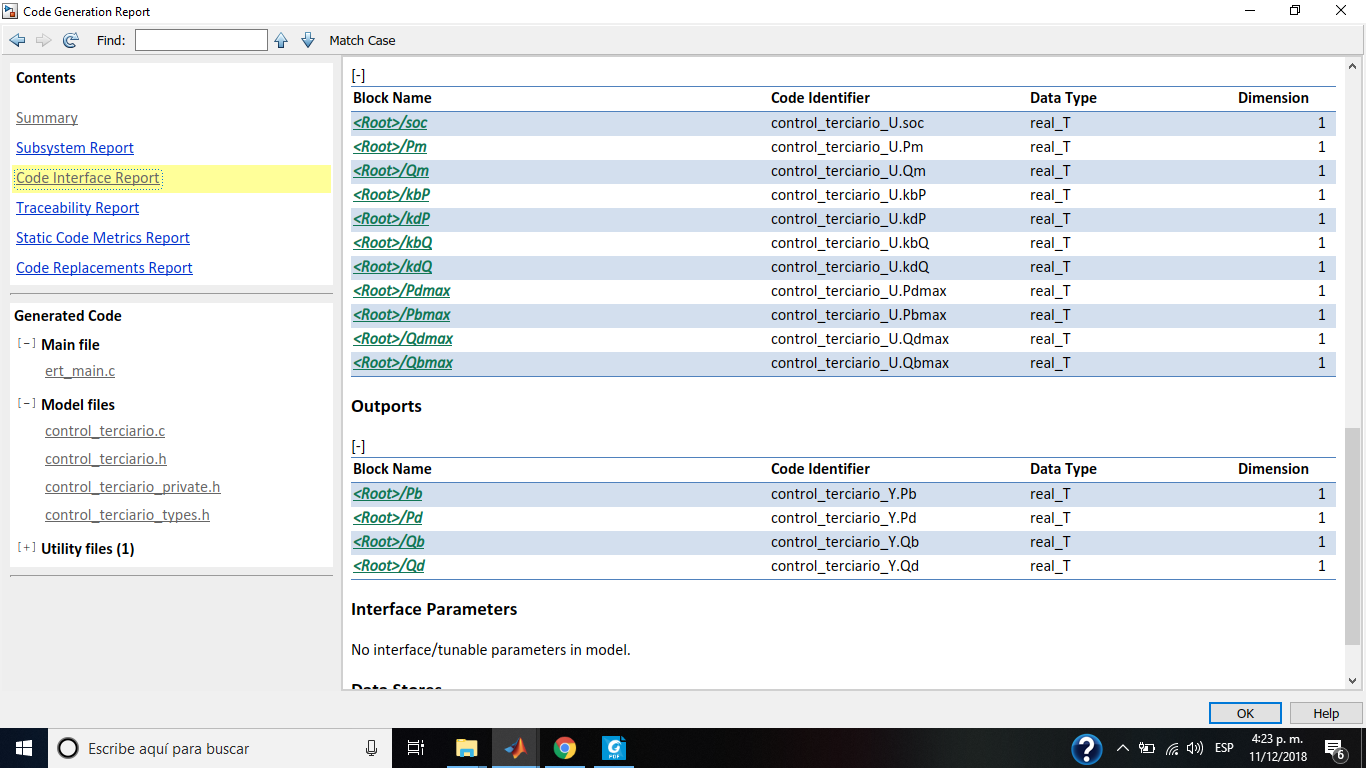 Code Generation Report
Find: Match Case
Contents
Summary
Subsystem Report
Code Interface Report
Traceability Report
Static Code Metrics Report
Code Replacements Report
Generated Code
[−] Main file
ert_main.c
[−] Model files
control_terciario.c
control_terciario.h
control_terciario_private.h
control_terciario_types.h
[+] Utility files (1)
[-]
Block Name Code Identifier Data Type Dimension
<Root>/soc control_terciario_U.soc real_T 1
<Root>/Pm control_terciario_U.Pm real_T 1
<Root>/Qm control_terciario_U.Qm real_T 1
<Root>/kbP control_terciario_U.kbP real_T 1
<Root>/kdP control_terciario_U.kdP real_T 1
<Root>/kbQ control_terciario_U.kbQ real_T 1
<Root>/kdQ control_terciario_U.kdQ real_T 1
<Root>/Pdmax control_terciario_U.Pdmax real_T 1
<Root>/Pbmax control_terciario_U.Pbmax real_T 1
<Root>/Qdmax control_terciario_U.Qdmax real_T 1
<Root>/Qbmax control_terciario_U.Qbmax real_T 1
Outports
[-]
Block Name Code Identifier Data Type Dimension
<Root>/Pb control_terciario_Y.Pb real_T 1
<Root>/Pd control_terciario_Y.Pd real_T 1
<Root>/Qb control_terciario_Y.Qb real_T 1
<Root>/Qd control_terciario_Y.Qd real_T 1
Interface Parameters
No interface/tunable parameters in model.
Data Stores
OK Help
Escribe aquí para buscar
PDF
ESP
4:23 p. m.
11/12/2018
6